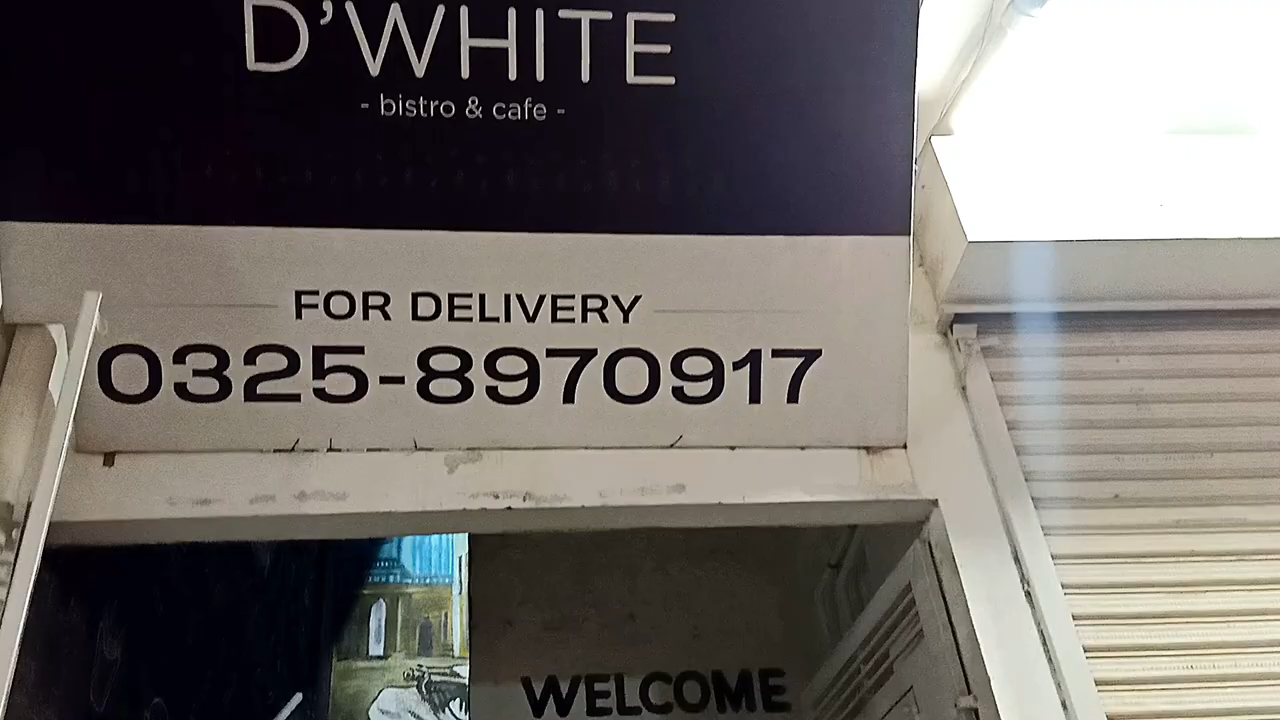 D'WHITE
- bistro & cafe -
FOR DELIVERY
0325-8970917
WELCOME